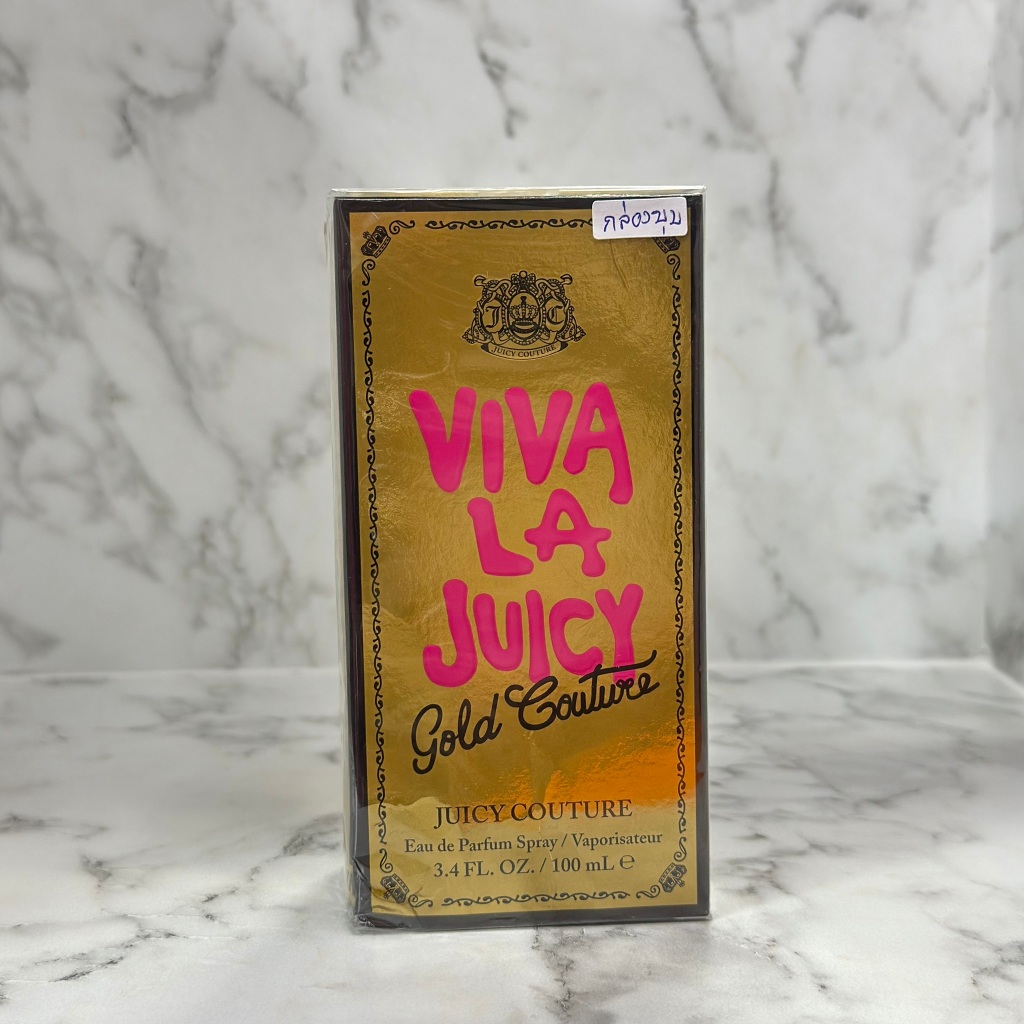 กล่องบุบ
J C
JUICY COUTURE
VIVA
LA
JUICY
Gold Couture
JUICY COUTURE
Eau de Parfum Spray / Vaporisateur
3.4 FL. OZ. / 100 mL ℮